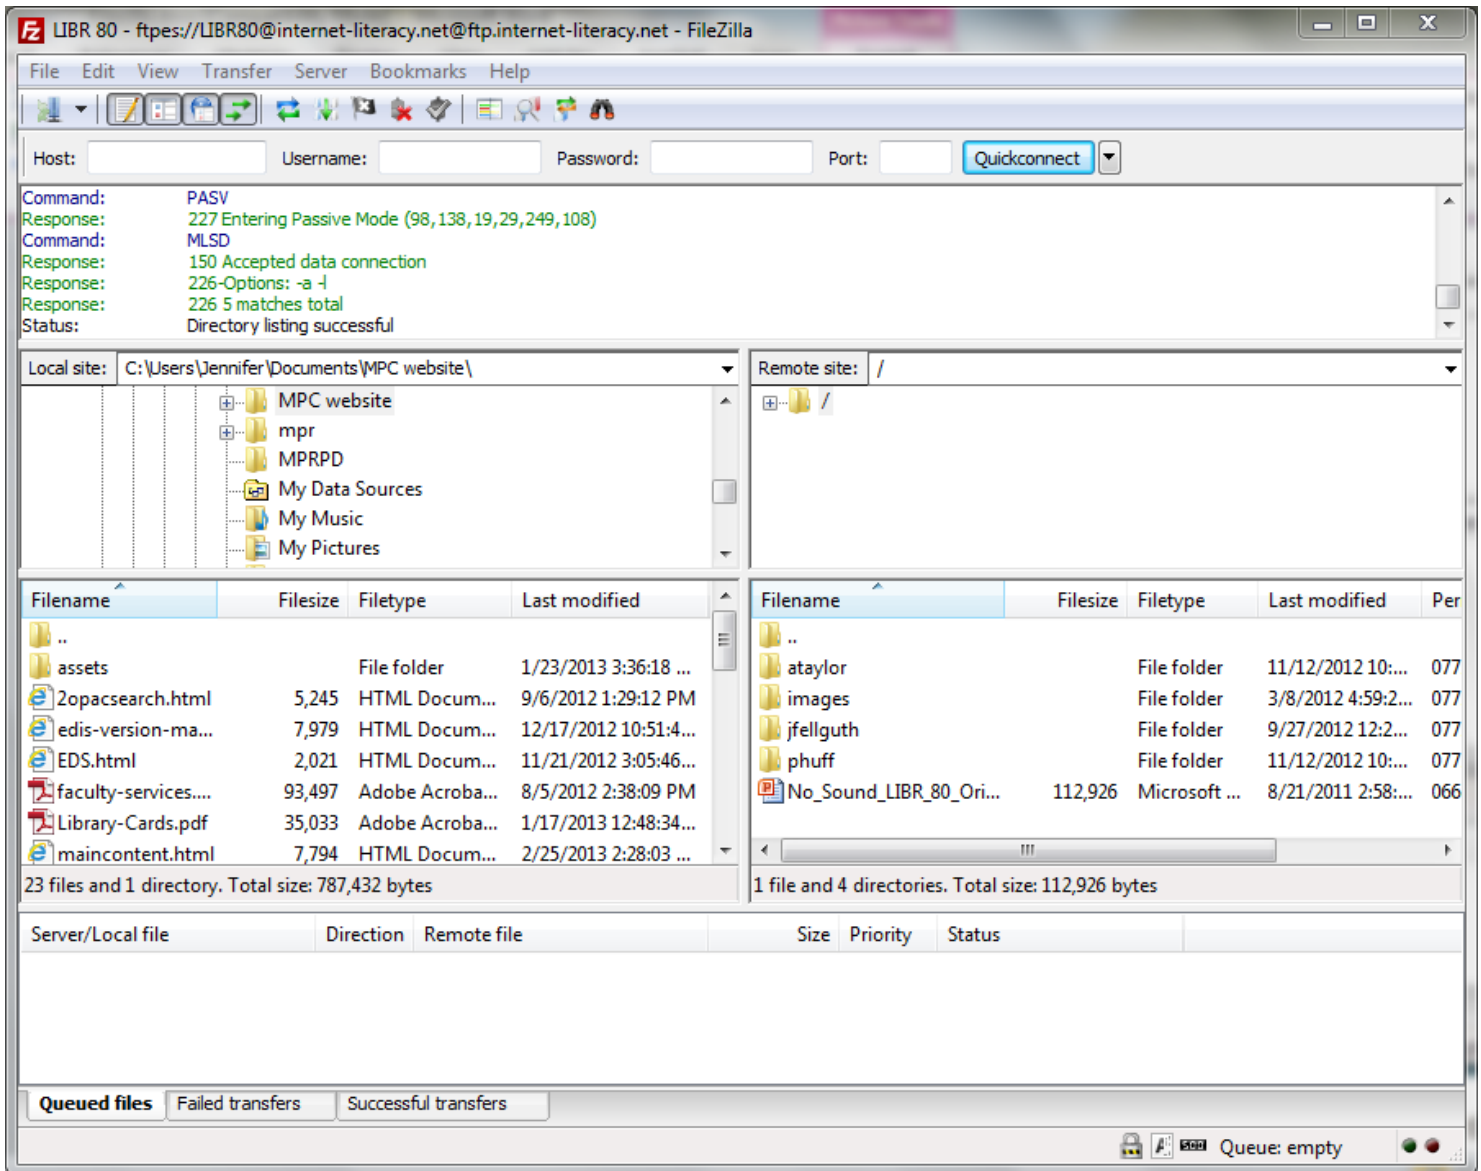 LIBR 80 - ftpes://LIBR80@internet-literacy.net@ftp.internet-literacy.net - FileZilla
File Edit View Transfer Server Bookmarks Help
Host: Username: Password: Port: Quickconnect
Command: PASV
Response: 227 Entering Passive Mode (98,138,19,29,249,108)
Command: MLSD
Response: 150 Accepted data connection
Response: 226-Options: -a -l
Response: 226 5 matches total
Status: Directory listing successful
Local site: C:\Users\Jennifer\Documents\MPC website\
MPC website
mpr
MPRPD
My Data Sources
My Music
My Pictures
Remote site: /
/
Filename Filesize Filetype Last modified
..
assets File folder 1/23/2013 3:36:18 ...
2opacsearch.html 5,245 HTML Docum... 9/6/2012 1:29:12 PM
edis-version-ma... 7,979 HTML Docum... 12/17/2012 10:51:4...
EDS.html 2,021 HTML Docum... 11/21/2012 3:05:46...
faculty-services.... 93,497 Adobe Acroba... 8/5/2012 2:38:09 PM
Library-Cards.pdf 35,033 Adobe Acroba... 1/17/2013 12:48:34...
maincontent.html 7,794 HTML Docum... 2/25/2013 2:28:03 ...
23 files and 1 directory. Total size: 787,432 bytes
Filename Filesize Filetype Last modified Per
..
ataylor File folder 11/12/2012 10:... 077
images File folder 3/8/2012 4:59:2... 077
jfellguth File folder 9/27/2012 12:2... 077
phuff File folder 11/12/2012 10:... 077
No_Sound_LIBR_80_Ori... 112,926 Microsoft ... 8/21/2011 2:58:... 066
1 file and 4 directories. Total size: 112,926 bytes
Server/Local file Direction Remote file Size Priority Status
Queued files Failed transfers Successful transfers
Queue: empty